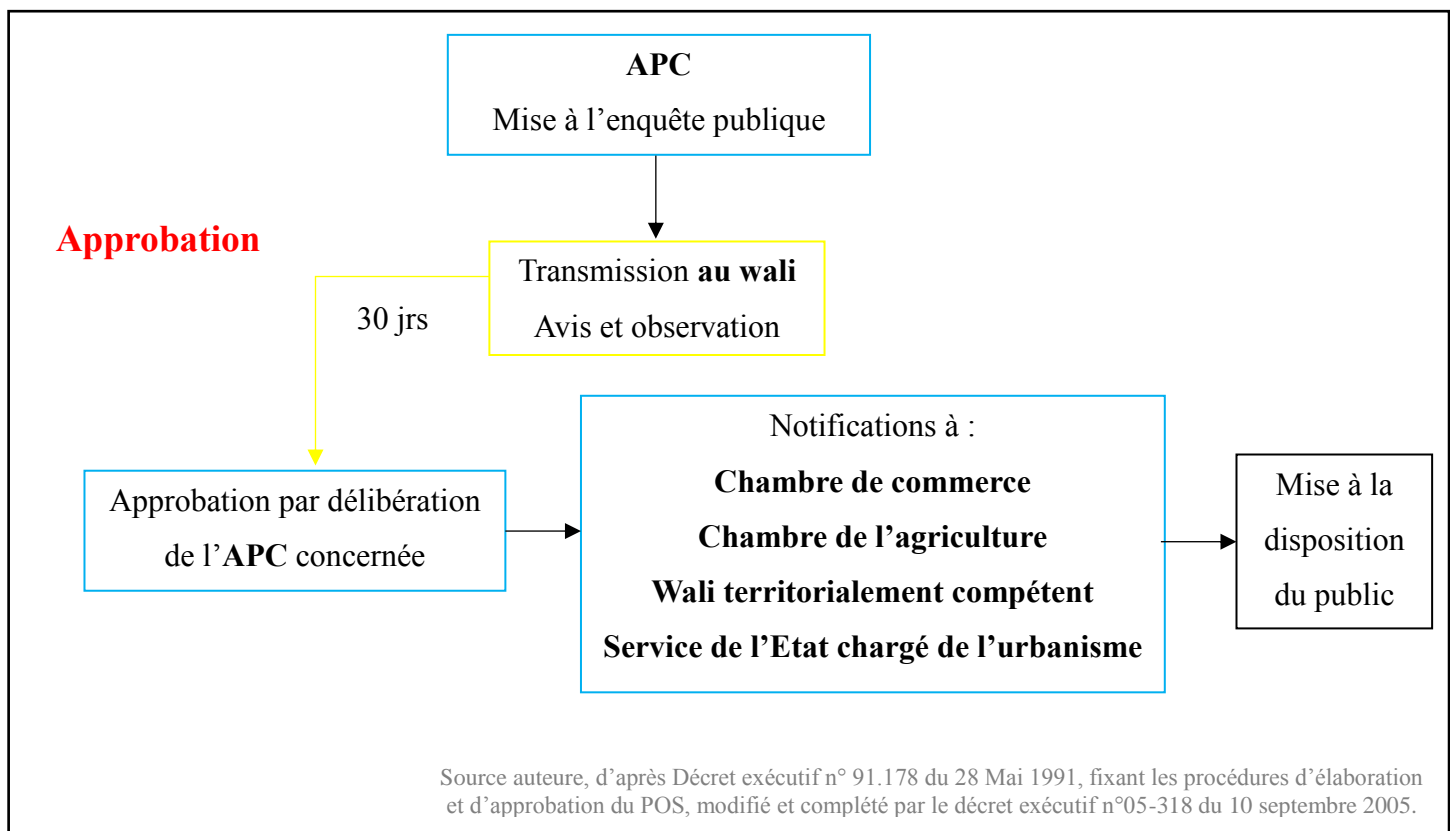 APC
Mise à l’enquête publique
Approbation
Transmission au wali
Avis et observation
30 jrs
Approbation par délibération
de l’APC concernée
Notifications à :
Chambre de commerce
Chambre de l’agriculture
Wali territorialement compétent
Service de l’Etat chargé de l’urbanisme
Mise à la
disposition
du public
Source auteure, d’après Décret exécutif n° 91.178 du 28 Mai 1991, fixant les procédures d’élaboration
et d’approbation du POS, modifié et complété par le décret exécutif n°05-318 du 10 septembre 2005.